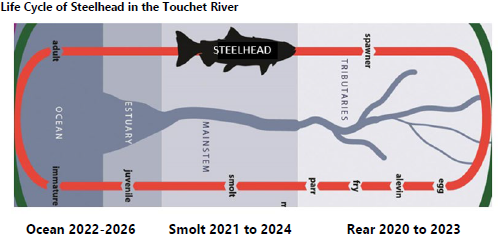 Life Cycle of Steelhead in the Touchet River
adult
STEELHEAD
spawner
OCEAN
ESTUARY
MAINSTEM
TRIBUTARIES
immature
juvenile
smolt
parr
fry
alevin
egg
Ocean 2022-2026
Smolt 2021 to 2024
Rear 2020 to 2023